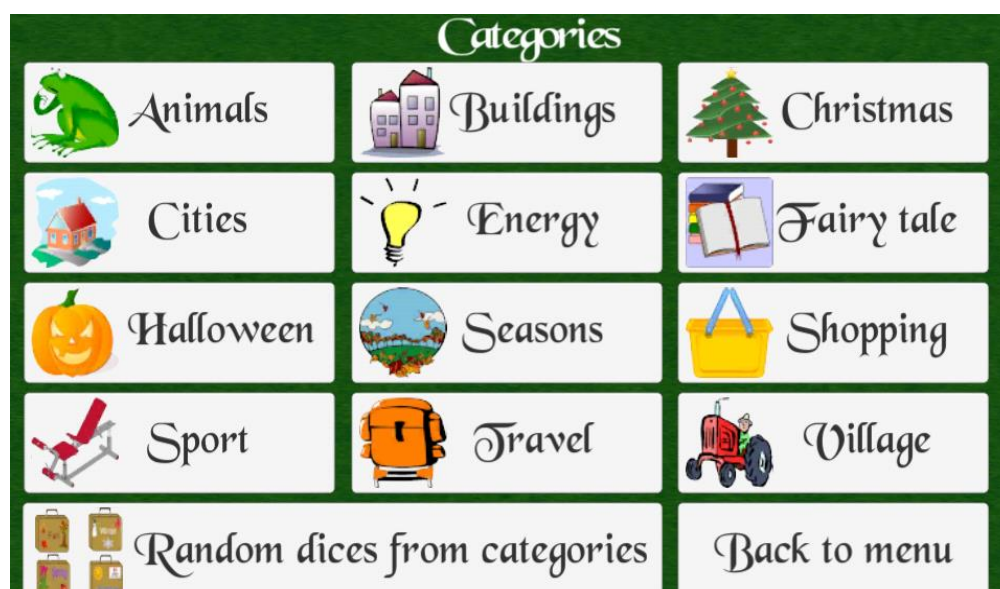 Categories
Animals
Buildings
Christmas
Cities
Energy
Fairy tale
Halloween
Seasons
Shopping
Sport
Travel
Village
Random dices from categories
Back to menu